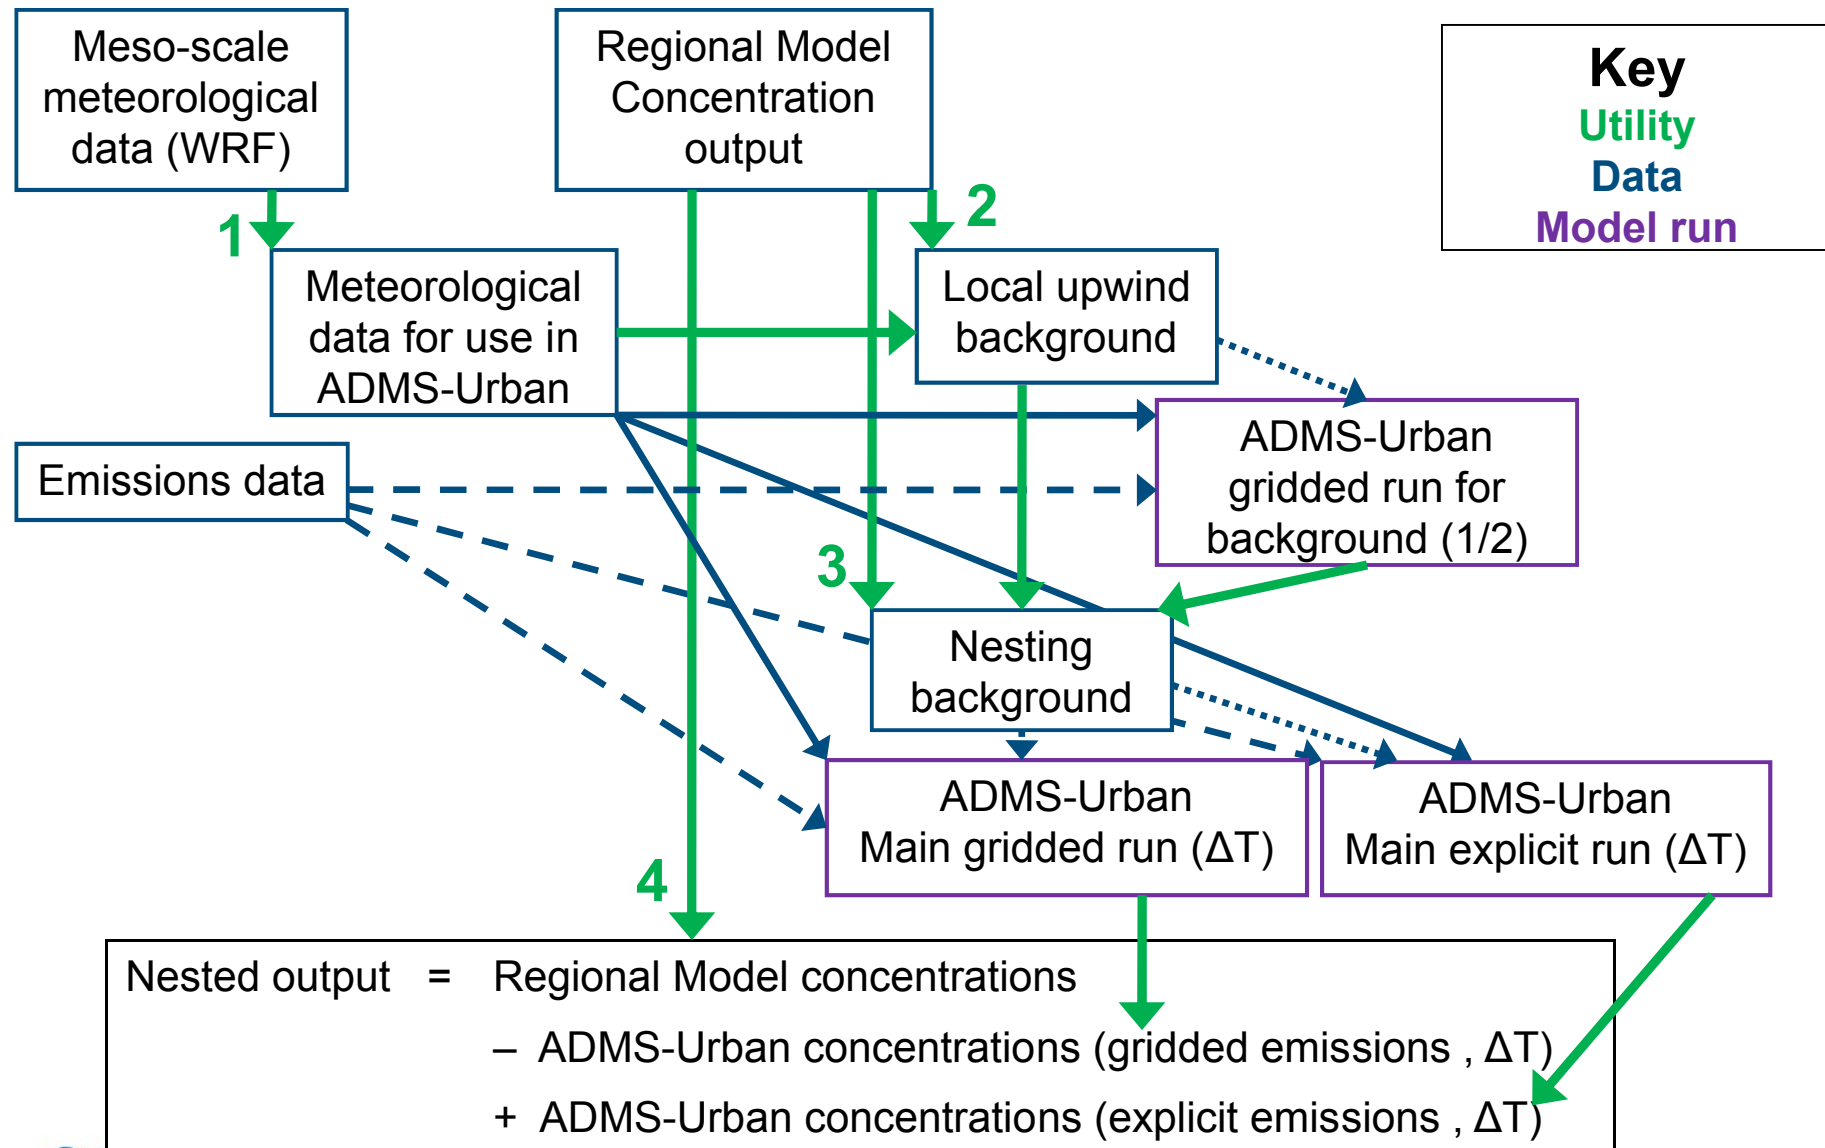 Meso-scale
meteorological
data (WRF)
Regional Model
Concentration
output
Key
Utility
Data
Model run
1
2
Meteorological
data for use in
ADMS-Urban
Local upwind
background
Emissions data
ADMS-Urban
gridded run for
background (1/2)
3
Nesting
background
ADMS-Urban
Main gridded run (ΔT)
ADMS-Urban
Main explicit run (ΔT)
4
Nested output = Regional Model concentrations
– ADMS-Urban concentrations (gridded emissions , ΔT)
+ ADMS-Urban concentrations (explicit emissions , ΔT)